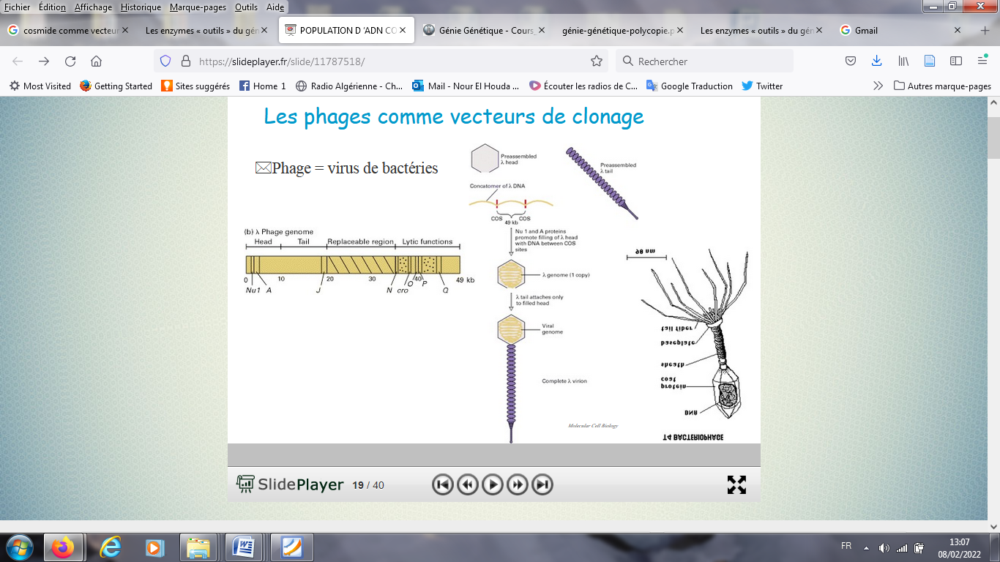 Fichier Édition Affichage Historique Marque-pages Outils Aide
cosmide comme vecteur
Les enzymes « outils » du gén
POPULATION D 'ADN CO
Génie Génétique - Cours_
génie-génétique-polycopie.p
Les enzymes « outils » du gén
Gmail
https://slideplayer.fr/slide/11787518/
Rechercher
Most Visited
Getting Started
Sites suggérés
Home 1
Radio Algérienne - Ch...
Mail - Nour El Houda ...
Écouter les radios de C...
Google Traduction
Twitter
Autres marque-pages
Les phages comme vecteurs de clonage
Phage = virus de bactéries
Preassembled
λ head
Preassembled
λ tail
Concatomer of λ DNA
COS COS
49 kb
Nu 1 and A proteins
promote filling of λ head
with DNA between COS
sites
λ genome (1 copy)
λ tail attaches only
to filled head
Viral
genome
Complete λ virion
Molecular Cell Biology
(b) λ Phage genome
Head Tail Replaceable region Lytic functions
0 10 20 30 40 49 kb
Nu1 A J N cro O P Q
98 nm
tail fiber
baseplate
sheath
coat
protein
DNA
T4 BACTERIOPHAGE
SlidePlayer 19 / 40
FR
13:07
08/02/2022